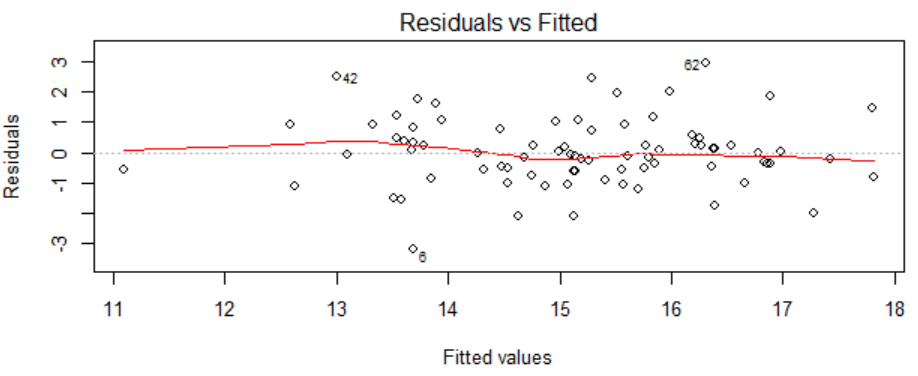 Residuals vs Fitted
Residuals
3
2
1
0
-1
-3
42
62
6
11 12 13 14 15 16 17 18
Fitted values